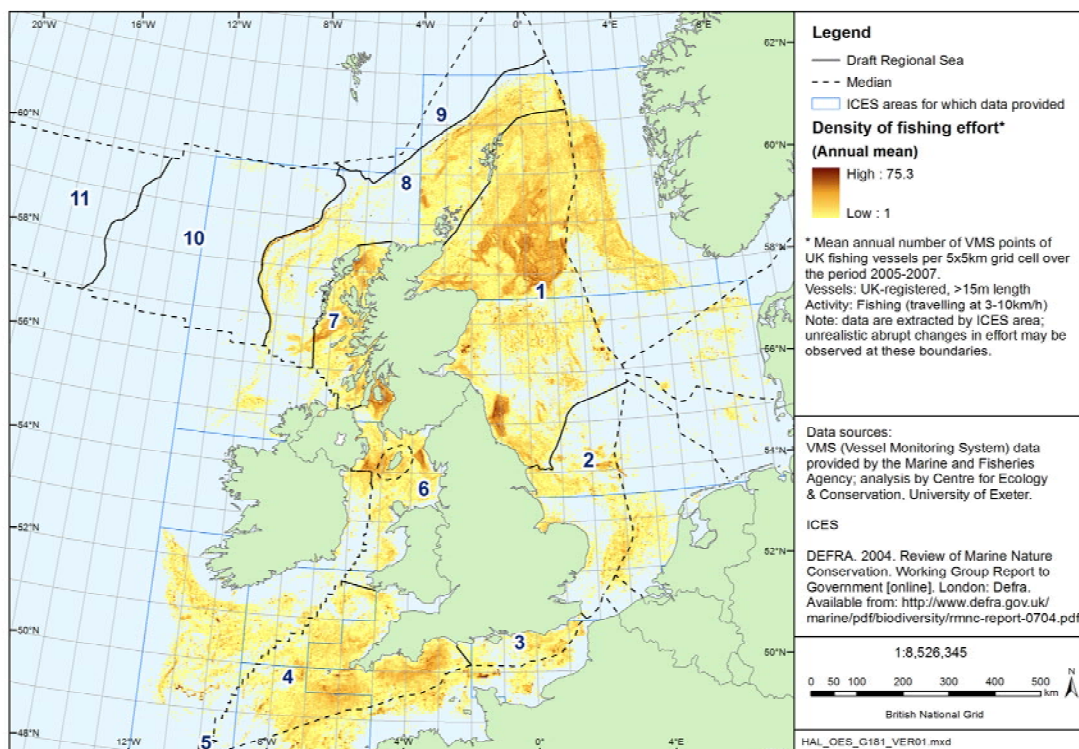 20°W
16°W
12°W
8°W
4°W
0°
4°E
8°E
62°N
60°N
60°N
58°N
58°N
56°N
56°N
54°N
54°N
52°N
52°N
50°N
50°N
48°N
12°W
8°W
4°W
0°
4°E
9
8
11
10
1
7
2
6
3
4
5
Legend
Draft Regional Sea
Median
ICES areas for which data provided
Density of fishing effort*
(Annual mean)
High : 75.3
Low : 1
* Mean annual number of VMS points of
UK fishing vessels per 5x5km grid cell over
the period 2005-2007.
Vessels: UK-registered, >15m length
Activity: Fishing (travelling at 3-10km/h)
Note: data are extracted by ICES area;
unrealistic abrupt changes in effort may be
observed at these boundaries.
Data sources:
VMS (Vessel Monitoring System) data
provided by the Marine and Fisheries
Agency; analysis by Centre for Ecology
& Conservation, University of Exeter.
ICES
DEFRA. 2004. Review of Marine Nature
Conservation. Working Group Report to
Government [online]. London: Defra.
Available from: http://www.defra.gov.uk/
marine/pdf/biodiversity/rmnc-report-0704.pdf
1:8,526,345
N
0 50 100 200 300 400 500
km
British National Grid
HAL_OES_G181_VER01.mxd